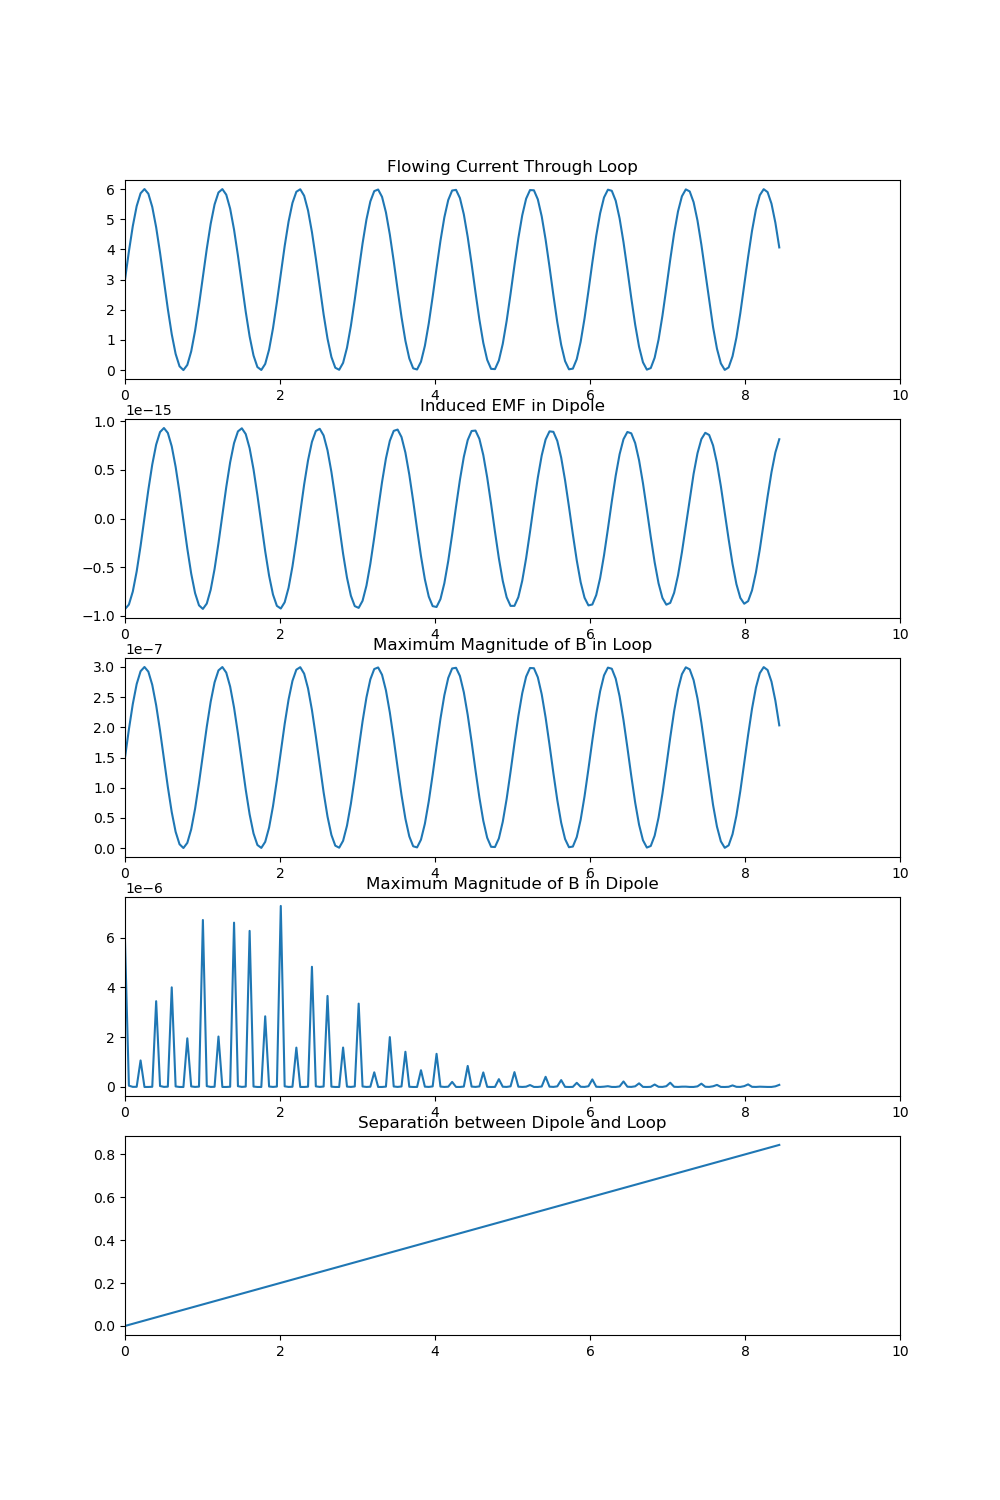 Flowing Current Through Loop
6
5
4
3
2
1
0
0 2 4 6 8 10
1e−15
Induced EMF in Dipole
1.0
0.5
0.0
−0.5
−1.0
0 2 4 6 8 10
1e−7
Maximum Magnitude of B in Loop
3.0
2.5
2.0
1.5
1.0
0.5
0.0
0 2 4 6 8 10
1e−6
Maximum Magnitude of B in Dipole
6
4
2
0
0 2 4 6 8 10
Separation between Dipole and Loop
0.8
0.6
0.4
0.2
0.0
0 2 4 6 8 10